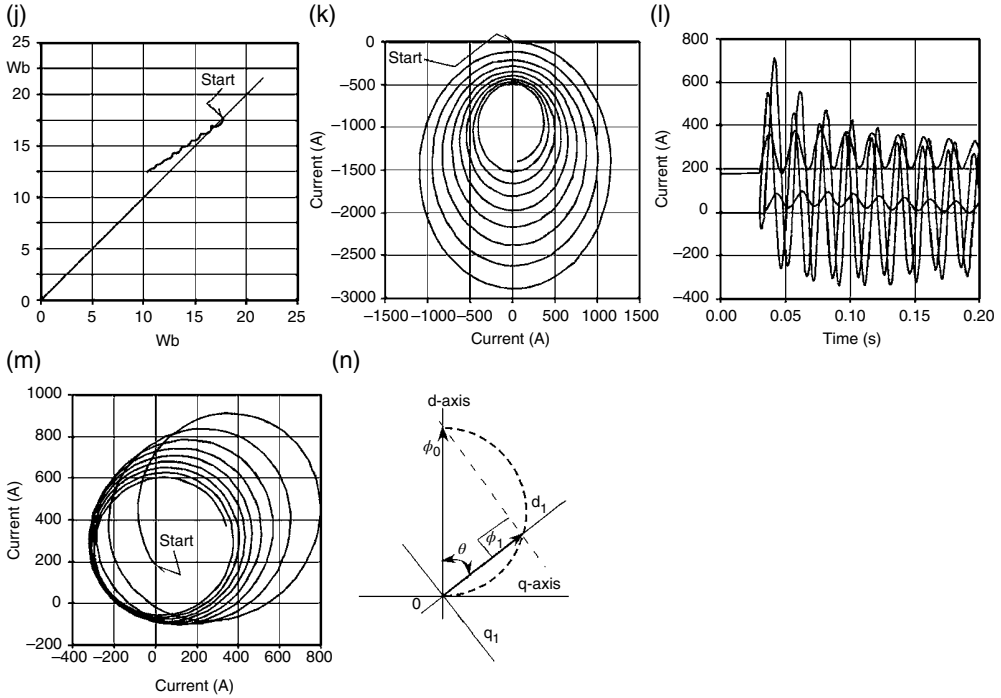 (j)
25
Wb
20
15
10
5
0
Start
0 5 10 15 20 25
Wb
(k)
0
−500
−1000
−1500
−2000
−2500
−3000
Current (A)
Start
−1500 −1000 −500 0 500 1000 1500
Current (A)
(l)
800
600
400
200
0
−200
−400
Current (A)
0.00 0.05 0.10 0.15 0.20
Time (s)
(m)
1000
800
600
400
200
0
−200
Current (A)
Start
−400 −200 0 200 400 600 800
Current (A)
(n)
d-axis
ϕ0
d1
ϕ1
θ
q-axis
0
q1